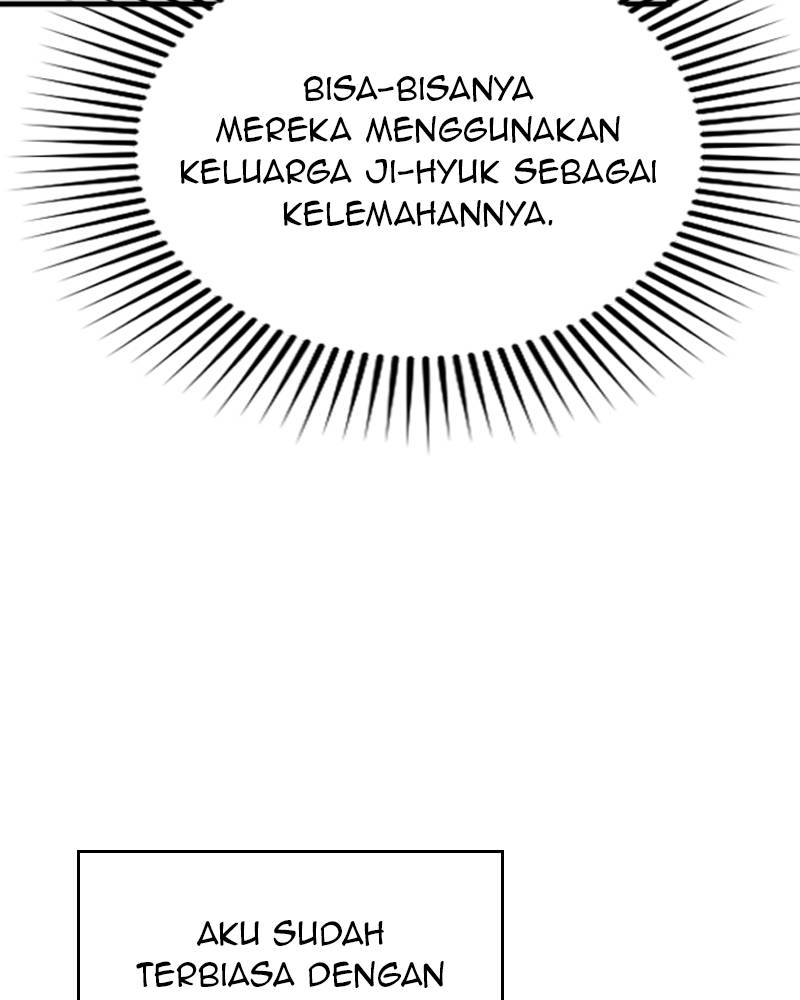 BISA-BISANYA
MEREKA MENGGUNAKAN
KELUARGA JI-HYUK SEBAGAI
KELEMAHANNYA.
AKU SUDAH
TERBIASA DENGAN